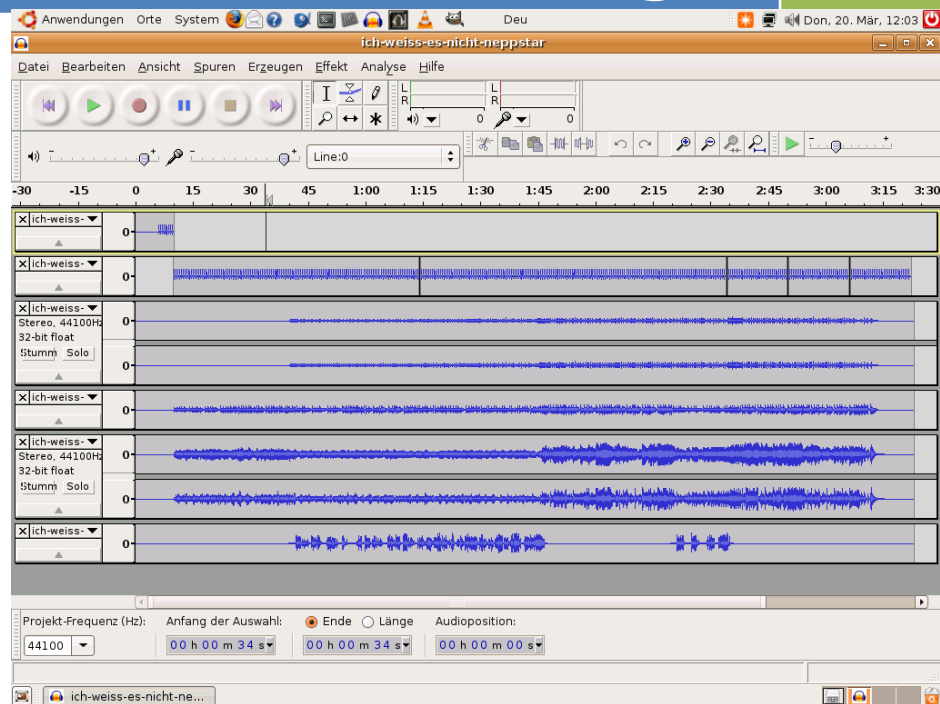 Anwendungen Orte System Deu Don, 20. Mär, 12:03
ich-weiss-es-nicht-neppstar
Datei Bearbeiten Ansicht Spuren Erzeugen Effekt Analyse Hilfe
L L
R R
0 0
- + - + Line:0 - +
-30 -15 0 15 30 45 1:00 1:15 1:30 1:45 2:00 2:15 2:30 2:45 3:00 3:15 3:30
ich-weiss-
0
ich-weiss-
0
ich-weiss-
Stereo, 44100Hz
32-bit float
Stumm Solo
0
0
ich-weiss-
0
ich-weiss-
Stereo, 44100Hz
32-bit float
Stumm Solo
0
0
ich-weiss-
0
Projekt-Frequenz (Hz): Anfang der Auswahl: Ende Länge Audioposition:
44100 00 h 00 m 34 s 00 h 00 m 34 s 00 h 00 m 00 s
ich-weiss-es-nicht-ne...